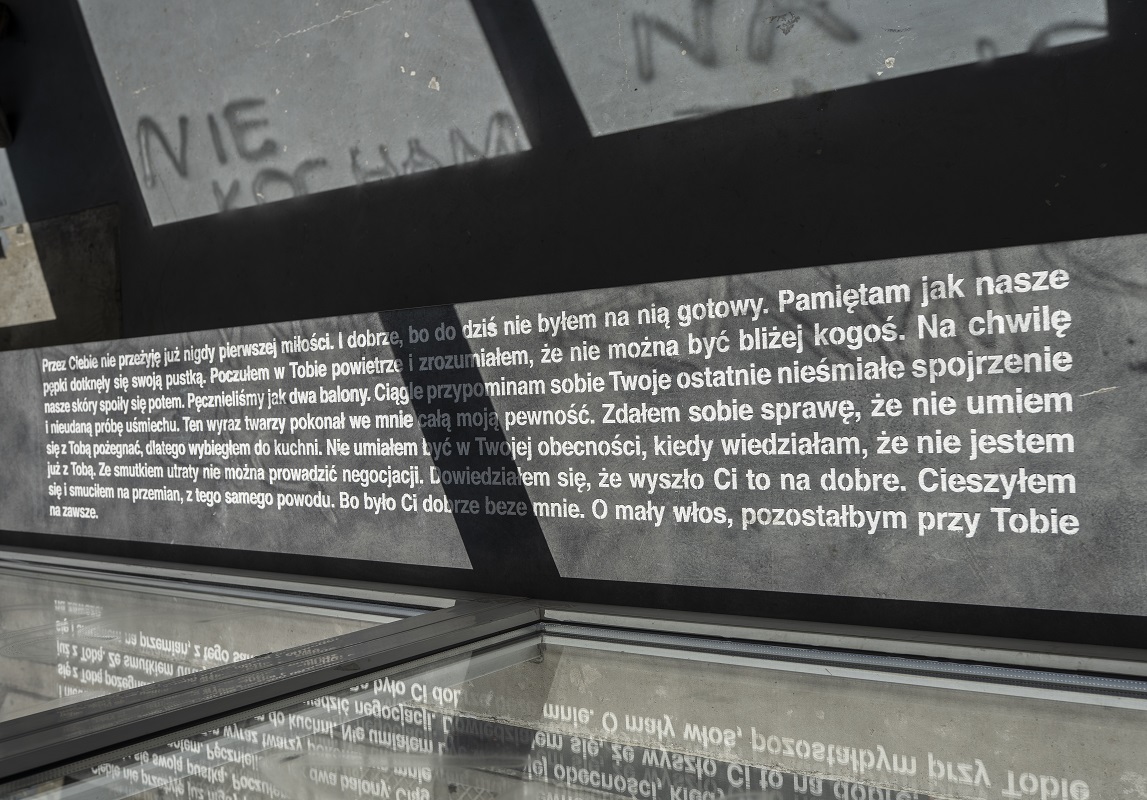 NIE
KOCHAM
NA
Przez Ciebie nie przeżyję już nigdy pierwszej miłości. I dobrze, bo do dziś nie byłem na nią gotowy. Pamiętam jak nasze
pępki dotknęły się swoją pustką. Poczułem w Tobie powietrze i zrozumiałem, że nie można być bliżej kogoś. Na chwilę
nasze skóry spoiły się potem. Pęcznieliśmy jak dwa balony. Ciągle przypominam sobie Twoje ostatnie nieśmiałe spojrzenie
i nieudaną próbę uśmiechu. Ten wyraz twarzy pokonał we mnie całą moją pewność. Zdałem sobie sprawę, że nie umiem
się z Tobą pożegnać, dlatego wybiegłem do kuchni. Nie umiałem być w Twojej obecności, kiedy wiedziałam, że nie jestem
już z Tobą. Ze smutkiem utraty nie można prowadzić negocjacji. Dowiedziałem się, że wyszło Ci to na dobre. Cieszyłem
się i smuciłem na przemian, z tego samego powodu. Bo było Ci dobrze beze mnie. O mały włos, pozostałbym przy Tobie
na zawsze.